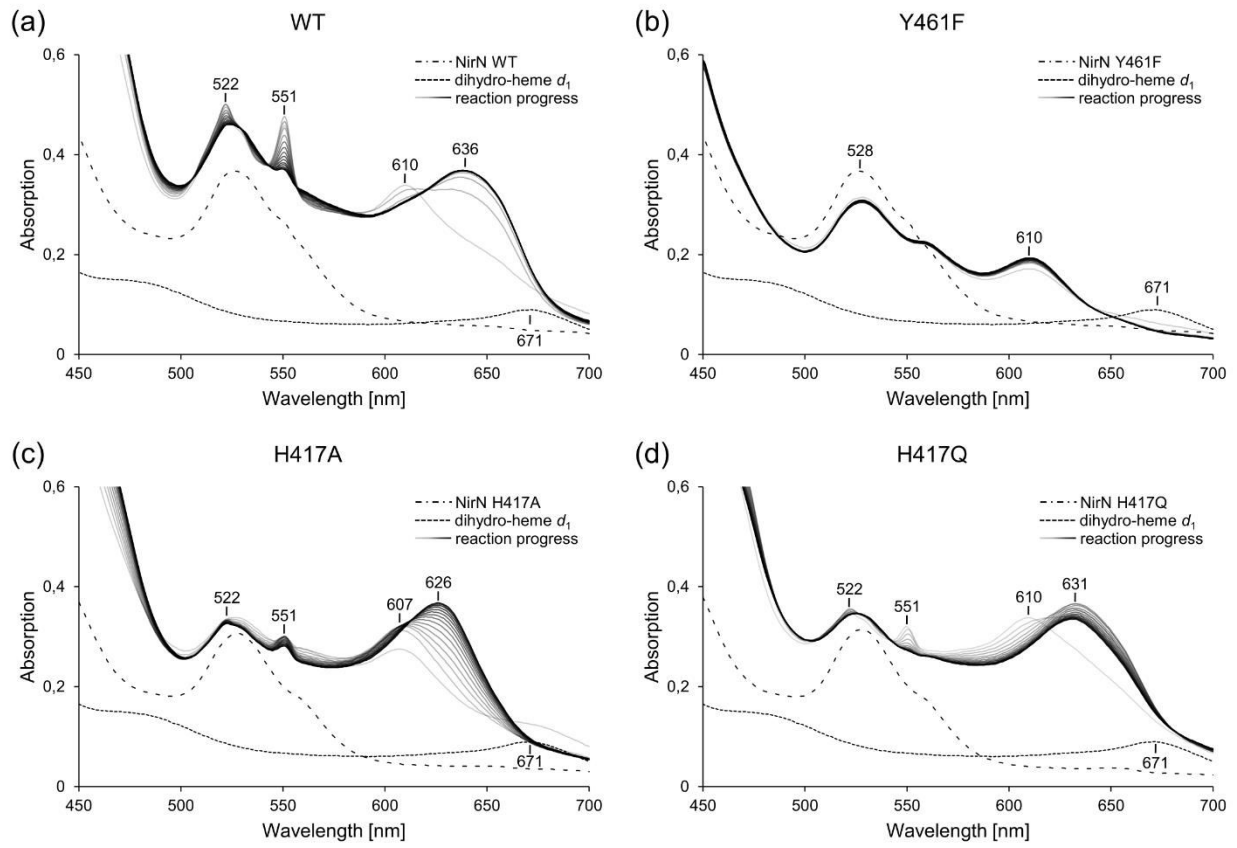 (a) WT
0,6
0,4
0,2
0
Absorption
NirN WT
dihydro-heme d₁
reaction progress
522
551
610
636
671
450 500 550 600 650 700
Wavelength [nm]
(b) Y461F
0,6
0,4
0,2
0
Absorption
NirN Y461F
dihydro-heme d₁
reaction progress
528
610
671
450 500 550 600 650 700
Wavelength [nm]
(c) H417A
0,6
0,4
0,2
0
Absorption
NirN H417A
dihydro-heme d₁
reaction progress
522
551
607
626
671
450 500 550 600 650 700
Wavelength [nm]
(d) H417Q
0,6
0,4
0,2
0
Absorption
NirN H417Q
dihydro-heme d₁
reaction progress
522
551
610
631
671
450 500 550 600 650 700
Wavelength [nm]